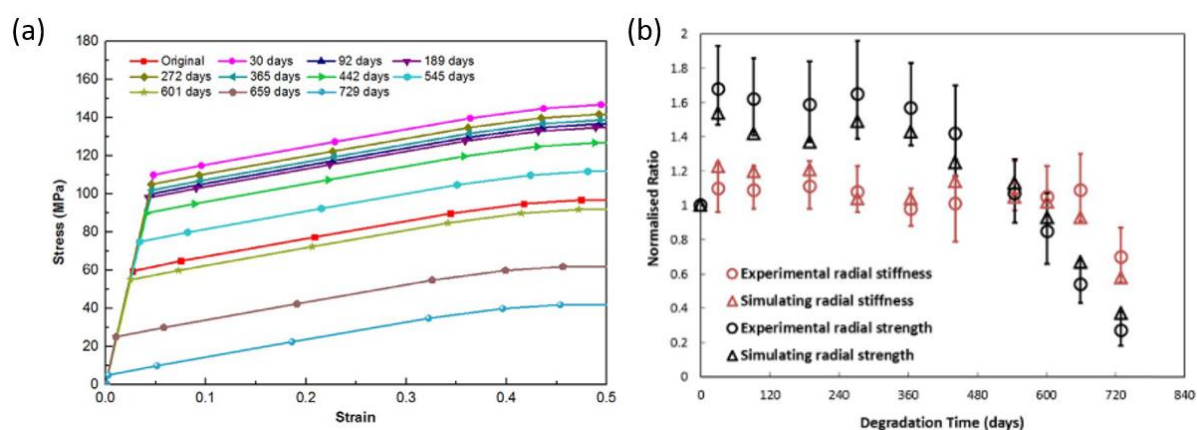 (a)
180
160
140
120
100
80
60
40
20
0
Stress (MPa)
Original 30 days 92 days 189 days
272 days 365 days 442 days 545 days
601 days 659 days 729 days
0.0 0.1 0.2 0.3 0.4 0.5
Strain
(b)
2
1.8
1.6
1.4
1.2
1
0.8
0.6
0.4
0.2
0
Normalised Ratio
Experimental radial stiffness
Simulating radial stiffness
Experimental radial strength
Simulating radial strength
0 120 240 360 480 600 720 840
Degradation Time (days)